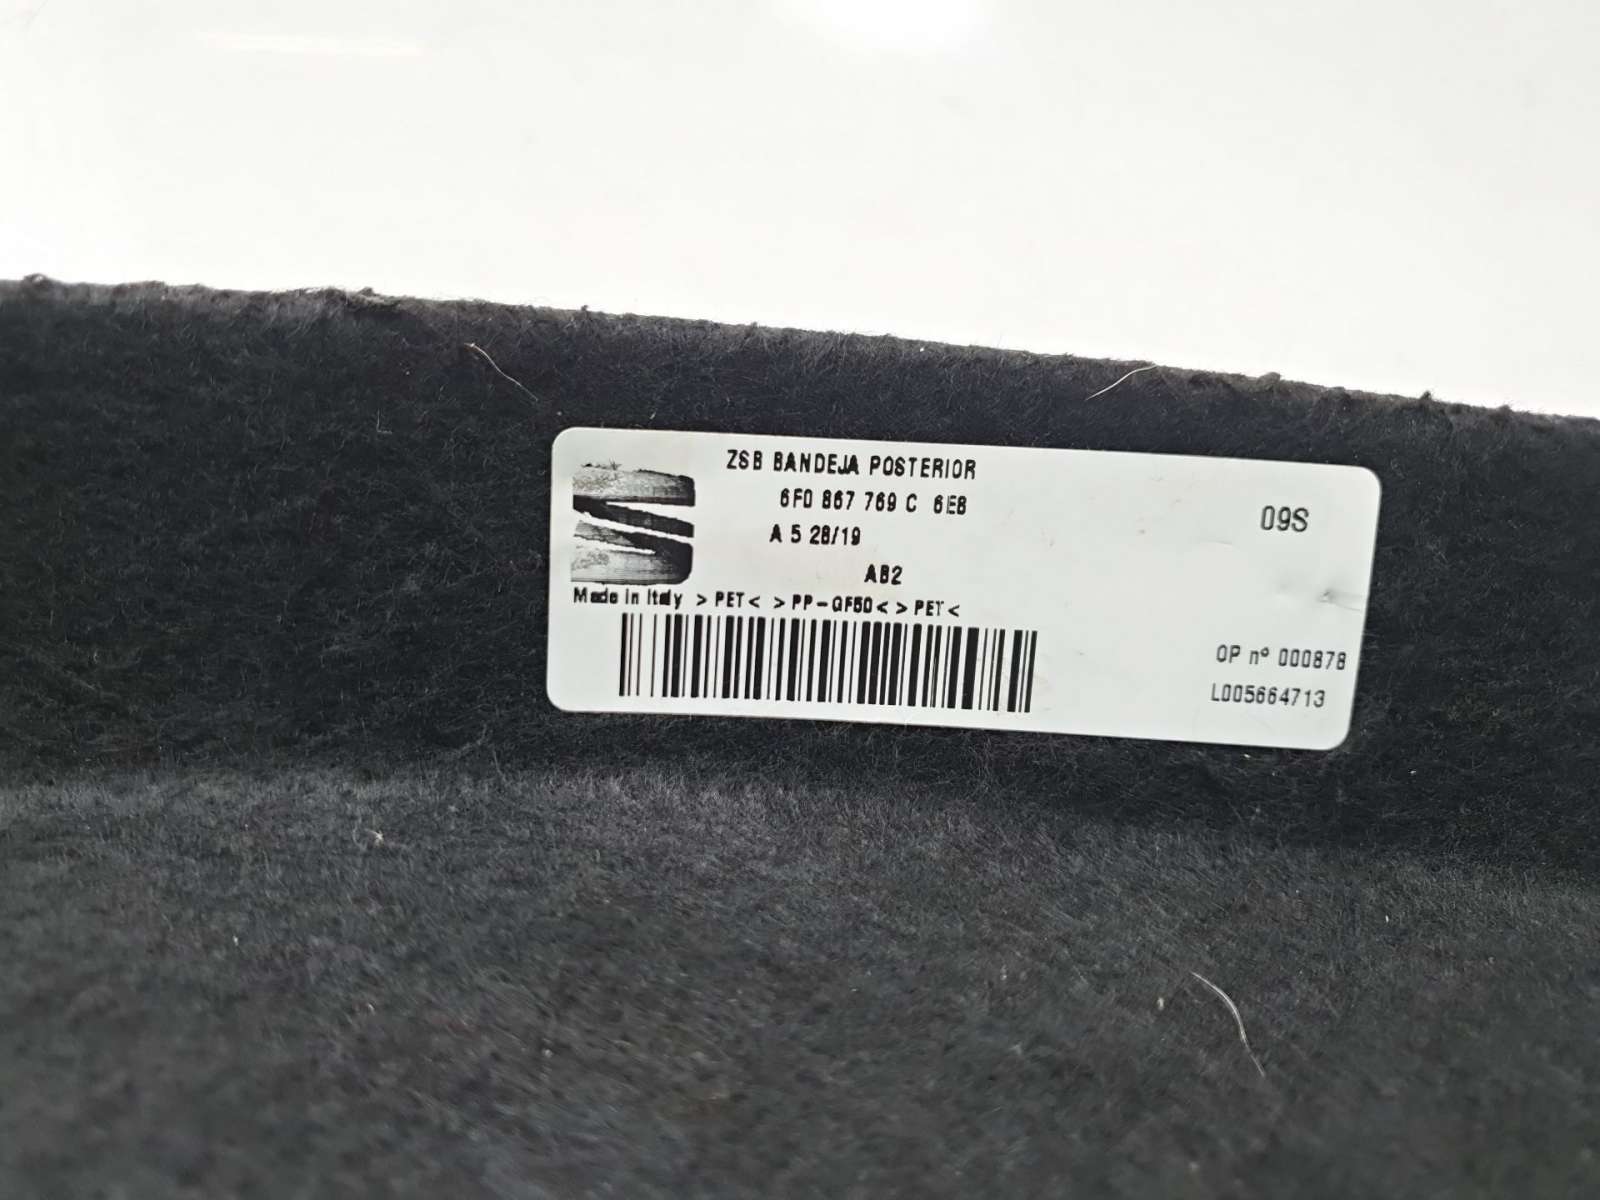 ZSB BANDEJA POSTERIOR
6F0 867 769 C 6E8
09S
A 5 28/19
AB2
Made in Italy >PET< >PP-GF50< >PET<
OP nº 000878
L005664713